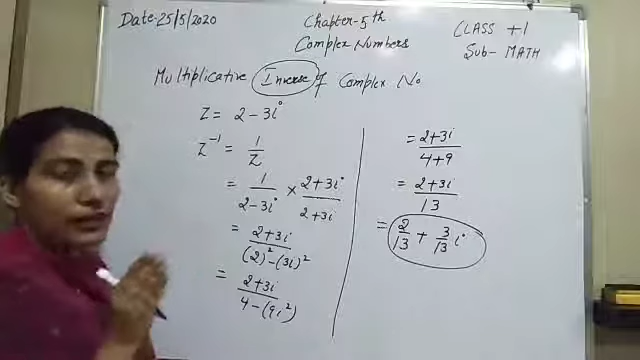 Date-25/5/2020
Chapter-5th
Complex Numbers
CLASS +1
Sub- MATH
Multiplicative Inverse of Complex No
Z = 2 - 3i
Z⁻¹ = 1/Z
= 1/(2-3i) × (2+3i)/(2+3i)
= (2+3i)/((2)²-(3i)²)
= (2+3i)/(4-(9i²))
= (2+3i)/(4+9)
= (2+3i)/13
= 2/13 + 3/13 i